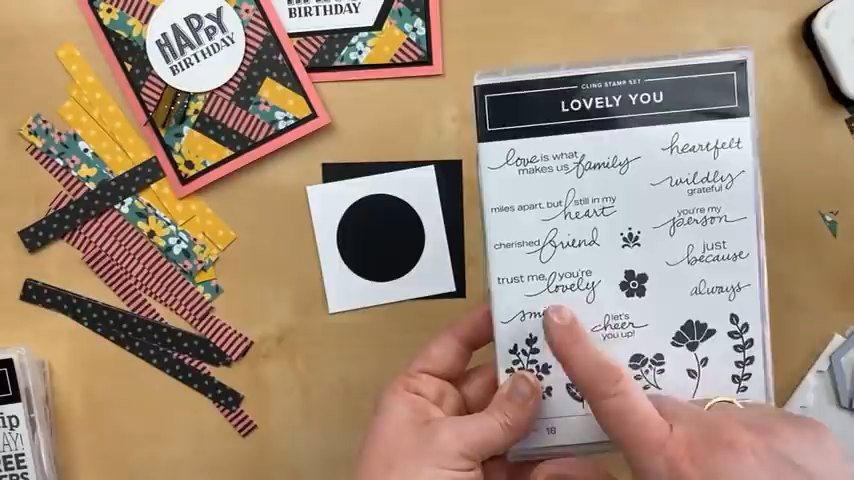 HAPPY
BIRTHDAY
BIRTHDAY
CLING STAMP SET
LOVELY YOU
love is what
makes us family
heartfelt
wildly
grateful
miles apart, but still in my
heart
you're my
person
cherished friend
just
because
trust me, you're
lovely
always
let's
cheer
you up!
16